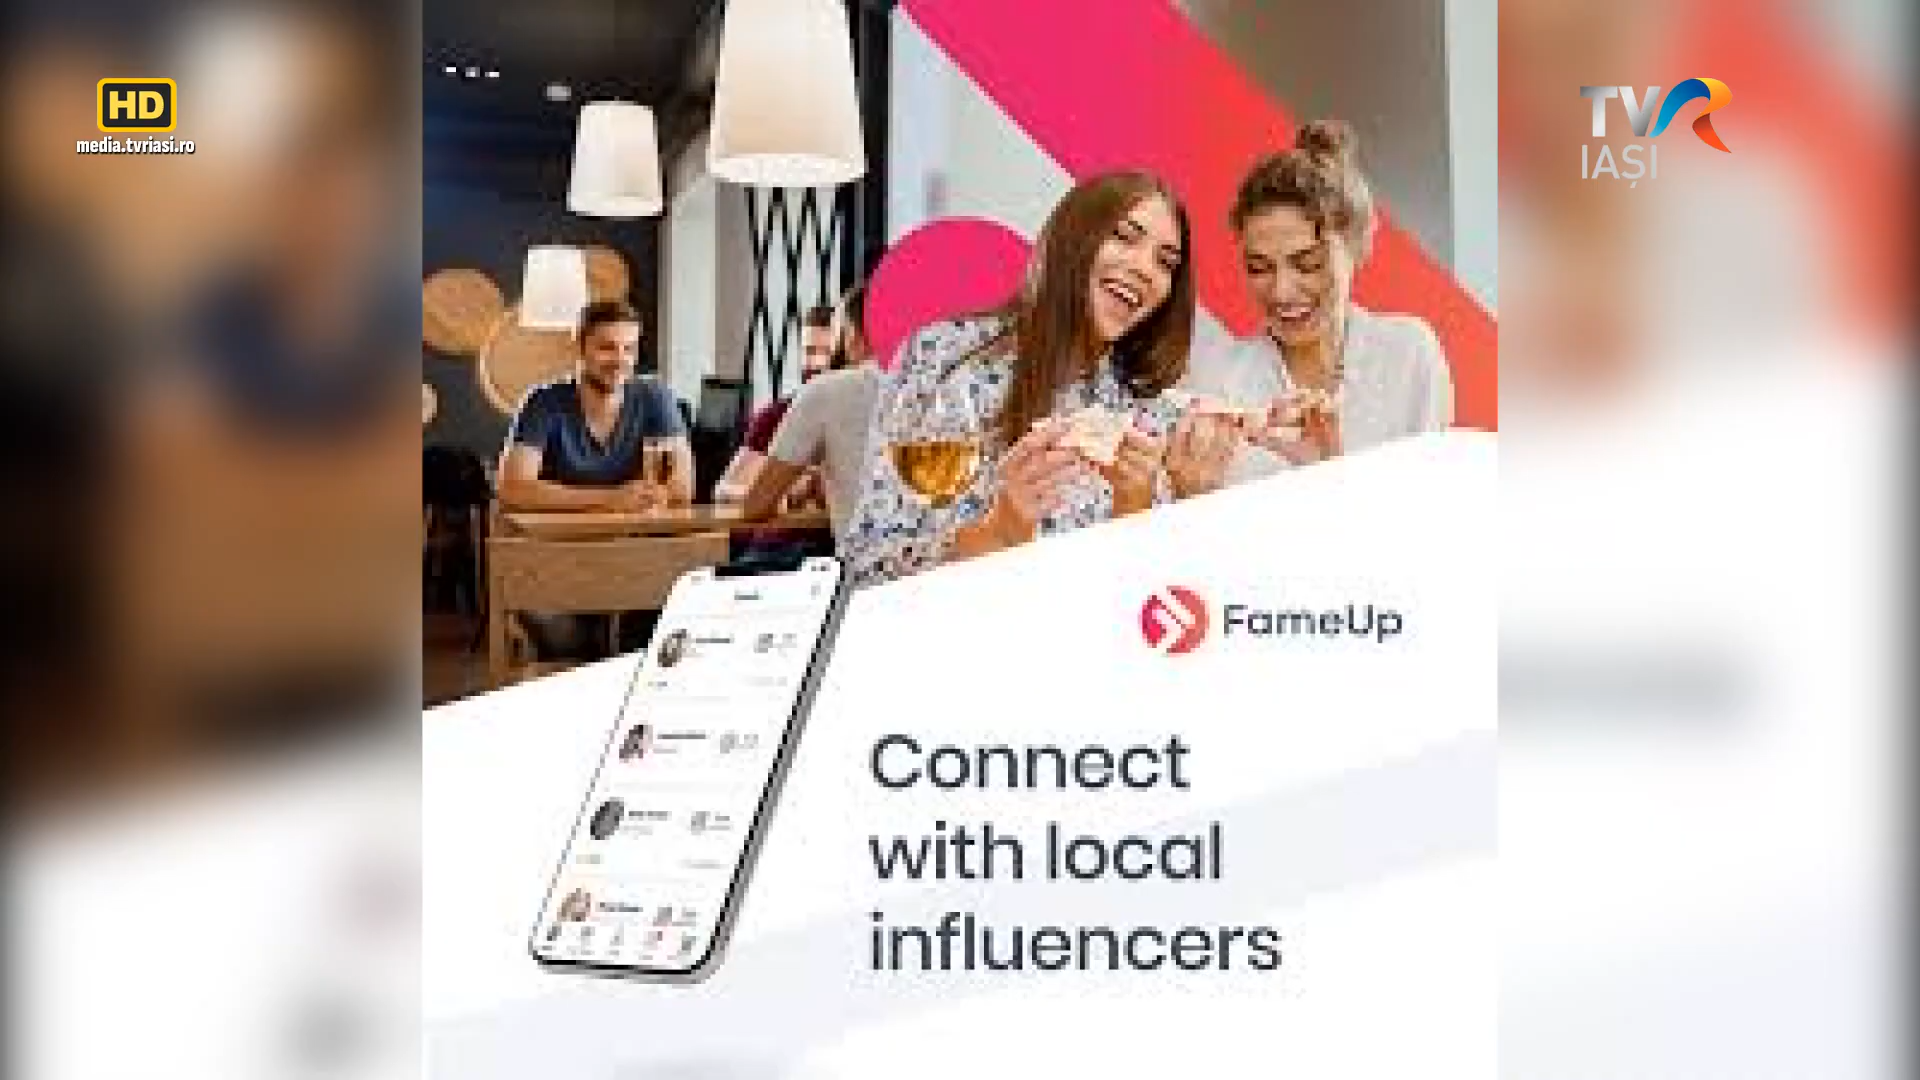 HD
media.tvriasi.ro
TVR
IAȘI
FameUp
Connect
with local
influencers